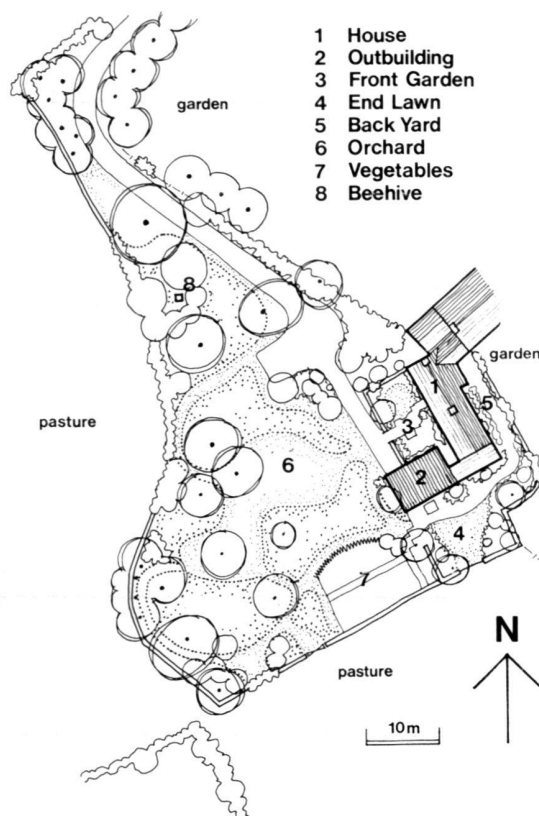 1 House
2 Outbuilding
3 Front Garden
4 End Lawn
5 Back Yard
6 Orchard
7 Vegetables
8 Beehive
garden
8
garden
1
5
3
pasture
6
2
4
7
N
pasture
10m